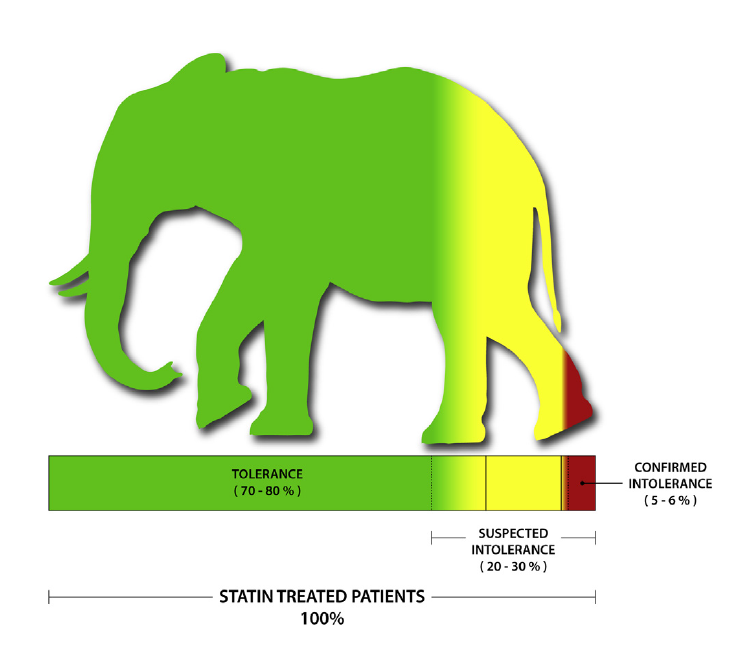 TOLERANCE
( 70 - 80 % )
CONFIRMED
INTOLERANCE
( 5 - 6 % )
SUSPECTED
INTOLERANCE
( 20 - 30 % )
STATIN TREATED PATIENTS
100%